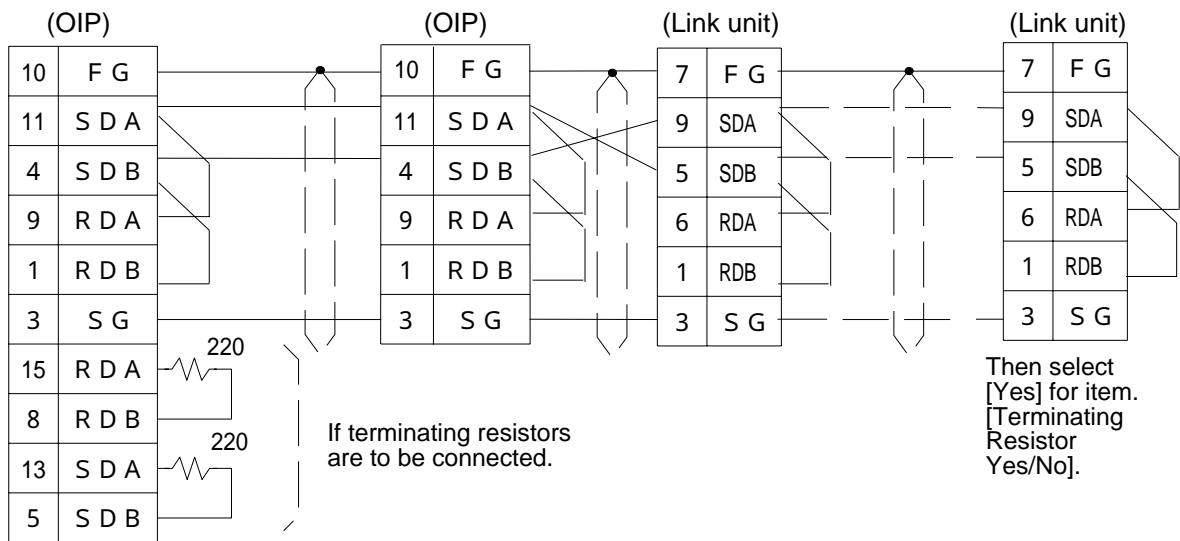 (OIP)
10 F G
11 S D A
4 S D B
9 R D A
1 R D B
3 S G
15 R D A
8 R D B
13 S D A
5 S D B
220
220
If terminating resistors
are to be connected.
(OIP)
10 F G
11 S D A
4 S D B
9 R D A
1 R D B
3 S G
(Link unit)
7 F G
9 SDA
5 SDB
6 RDA
1 RDB
3 S G
(Link unit)
7 F G
9 SDA
5 SDB
6 RDA
1 RDB
3 S G
Then select
[Yes] for item.
[Terminating
Resistor
Yes/No].